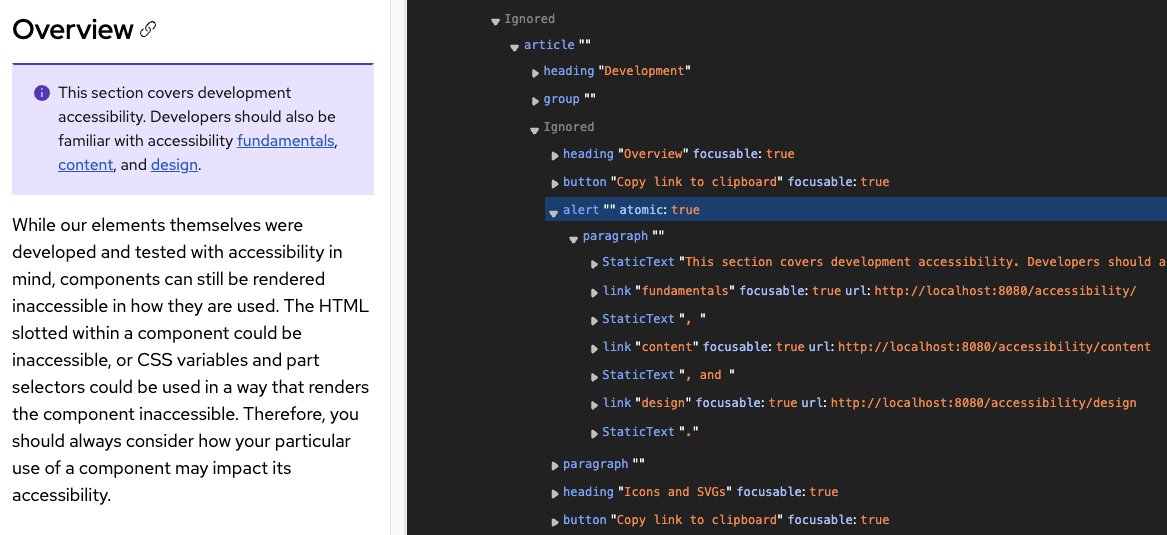 Overview
This section covers development
accessibility. Developers should also be
familiar with accessibility fundamentals,
content, and design.
While our elements themselves were
developed and tested with accessibility in
mind, components can still be rendered
inaccessible in how they are used. The HTML
slotted within a component could be
inaccessible, or CSS variables and part
selectors could be used in a way that renders
the component inaccessible. Therefore, you
should always consider how your particular
use of a component may impact its
accessibility.
Ignored
article ""
heading "Development"
group ""
Ignored
heading "Overview" focusable: true
button "Copy link to clipboard" focusable: true
alert "" atomic: true
paragraph ""
StaticText "This section covers development accessibility. Developers should a
link "fundamentals" focusable: true url: http://localhost:8080/accessibility/
StaticText ", "
link "content" focusable: true url: http://localhost:8080/accessibility/content
StaticText ", and "
link "design" focusable: true url: http://localhost:8080/accessibility/design
StaticText "."
paragraph ""
heading "Icons and SVGs" focusable: true
button "Copy link to clipboard" focusable: true